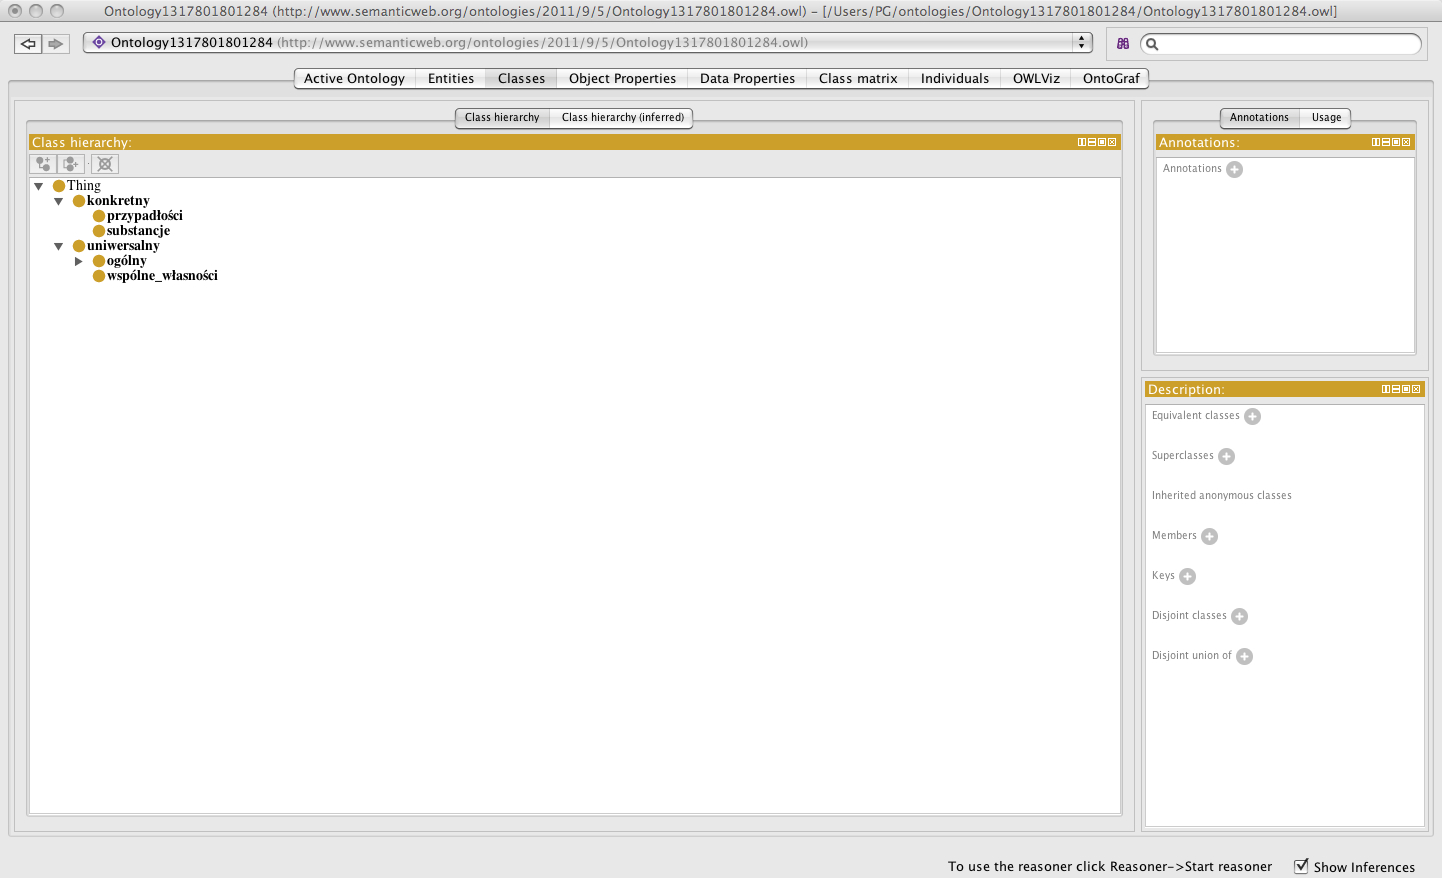 Ontology1317801801284 (http://www.semanticweb.org/ontologies/2011/9/5/Ontology1317801801284.owl) – [/Users/PG/ontologies/Ontology1317801801284/Ontology1317801801284.owl]
Ontology1317801801284 (http://www.semanticweb.org/ontologies/2011/9/5/Ontology1317801801284.owl)
Active Ontology Entities Classes Object Properties Data Properties Class matrix Individuals OWLViz OntoGraf
Class hierarchy Class hierarchy (inferred)
Class hierarchy:
Thing
konkretny
przypadłości
substancje
uniwersalny
ogólny
wspólne_własności
Annotations Usage
Annotations:
Annotations
Description:
Equivalent classes
Superclasses
Inherited anonymous classes
Members
Keys
Disjoint classes
Disjoint union of
To use the reasoner click Reasoner->Start reasoner Show Inferences